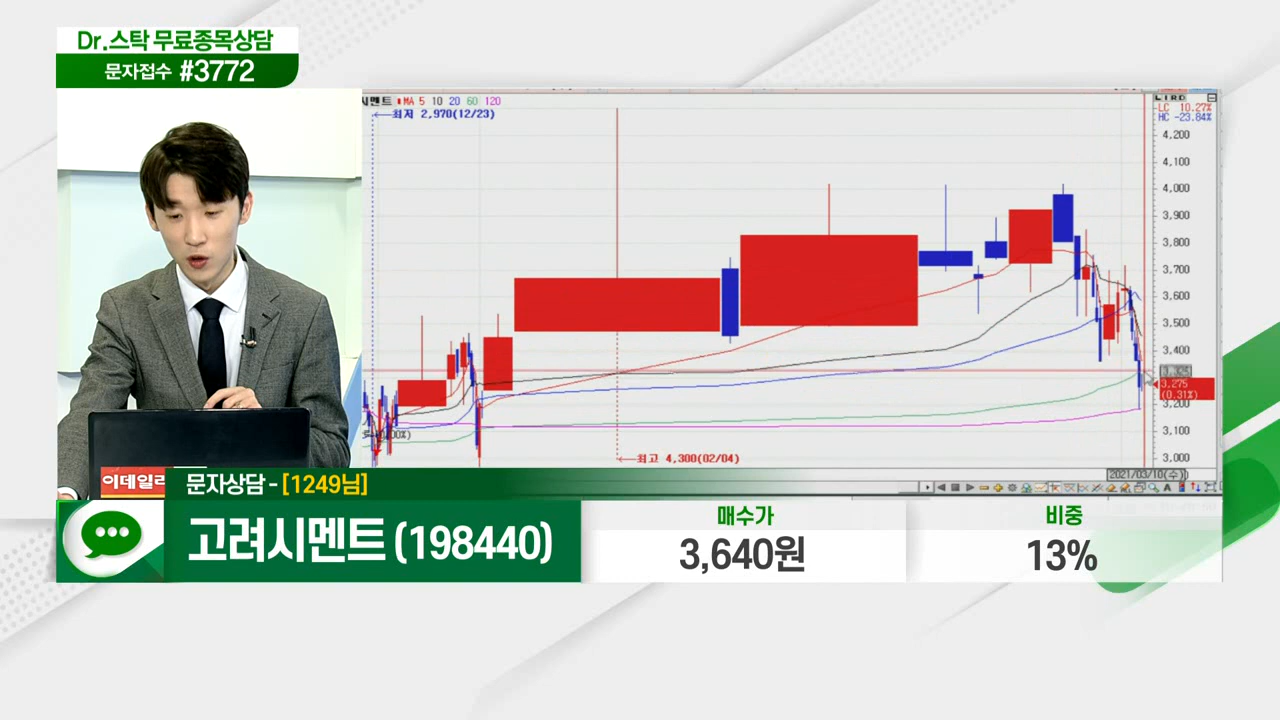 Dr.스탁 무료종목상담
문자접수 #3772
시멘트 MA 5 10 20 60 120
최저 2,970(12/23)
LC 10.27%
HC -23.84%
4,200
4,100
4,000
3,900
3,800
3,700
3,600
3,500
3,400
3,275
(0.31%)
3,200
3,100
3,000
최고 4,300(02/04)
2021/03/10(수)
이데일리
문자상담 - [1249님]
고려시멘트 (198440)
매수가
3,640원
비중
13%